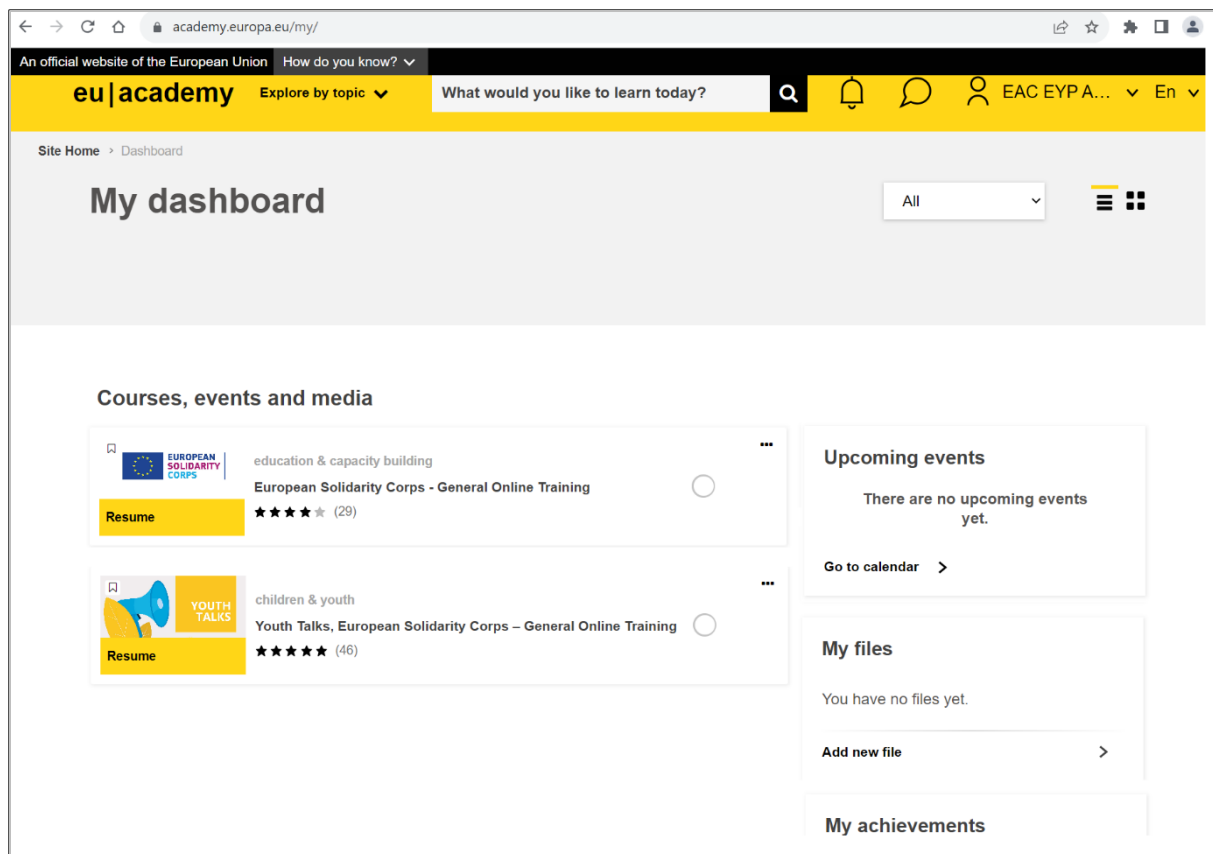 academy.europa.eu/my/
An official website of the European Union How do you know?
eu|academy Explore by topic What would you like to learn today? EAC EYP A... En
Site Home > Dashboard
My dashboard
All
Courses, events and media
EUROPEAN
SOLIDARITY
CORPS
education & capacity building
European Solidarity Corps - General Online Training
(29)
Resume
YOUTH
TALKS
children & youth
Youth Talks, European Solidarity Corps – General Online Training
(46)
Resume
Upcoming events
There are no upcoming events
yet.
Go to calendar
My files
You have no files yet.
Add new file
My achievements